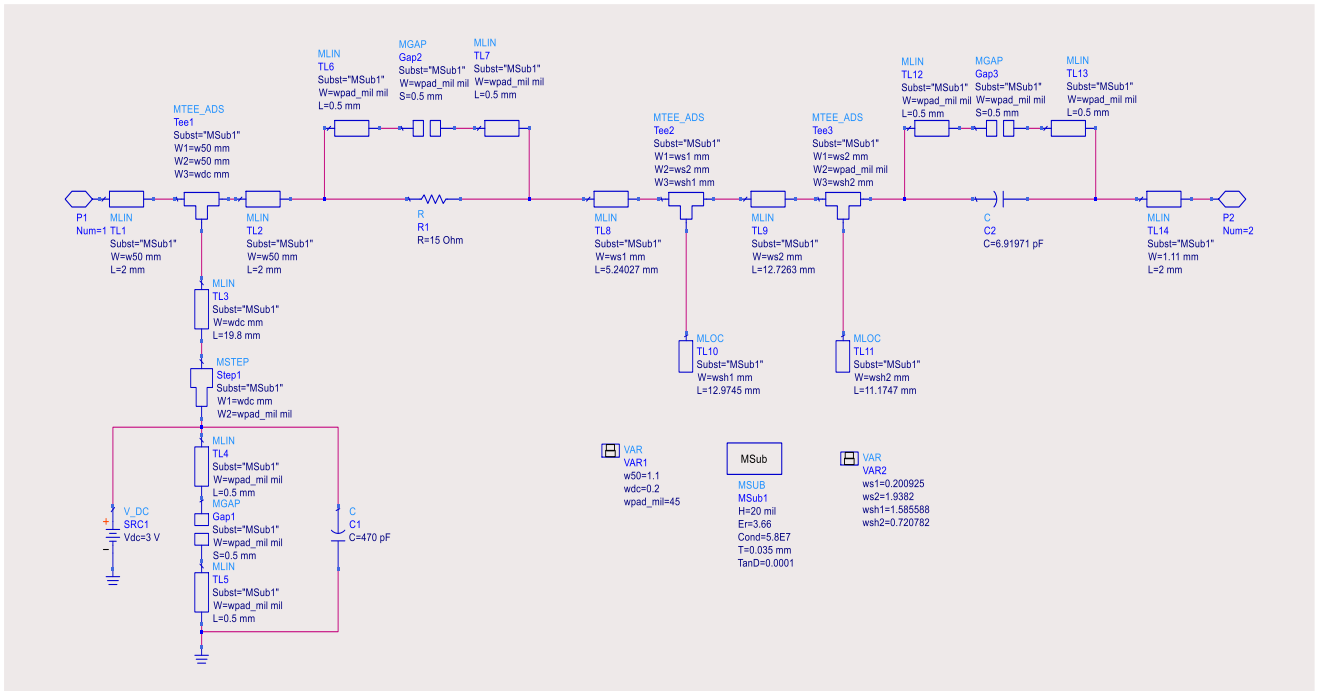 MLIN
TL6
Subst="MSub1"
W=wpad_mil mil
L=0.5 mm
MGAP
Gap2
Subst="MSub1"
W=wpad_mil mil
S=0.5 mm
MLIN
TL7
Subst="MSub1"
W=wpad_mil mil
L=0.5 mm
MLIN
TL12
Subst="MSub1"
W=wpad_mil mil
L=0.5 mm
MGAP
Gap3
Subst="MSub1"
W=wpad_mil mil
S=0.5 mm
MLIN
TL13
Subst="MSub1"
W=wpad_mil mil
L=0.5 mm
MTEE_ADS
Tee1
Subst="MSub1"
W1=w50 mm
W2=w50 mm
W3=wdc mm
MTEE_ADS
Tee2
Subst="MSub1"
W1=ws1 mm
W2=ws2 mm
W3=wsh1 mm
MTEE_ADS
Tee3
Subst="MSub1"
W1=ws2 mm
W2=wpad_mil mil
W3=wsh2 mm
P1
Num=1
MLIN
TL1
Subst="MSub1"
W=w50 mm
L=2 mm
MLIN
TL2
Subst="MSub1"
W=w50 mm
L=2 mm
R
R1
R=15 Ohm
MLIN
TL8
Subst="MSub1"
W=ws1 mm
L=5.24027 mm
MLIN
TL9
Subst="MSub1"
W=ws2 mm
L=12.7263 mm
C
C2
C=6.91971 pF
MLIN
TL14
Subst="MSub1"
W=1.11 mm
L=2 mm
P2
Num=2
MLIN
TL3
Subst="MSub1"
W=wdc mm
L=19.8 mm
MSTEP
Step1
Subst="MSub1"
W1=wdc mm
W2=wpad_mil mil
MLOC
TL10
Subst="MSub1"
W=wsh1 mm
L=12.9745 mm
MLOC
TL11
Subst="MSub1"
W=wsh2 mm
L=11.1747 mm
MLIN
TL4
Subst="MSub1"
W=wpad_mil mil
L=0.5 mm
MGAP
Gap1
Subst="MSub1"
W=wpad_mil mil
S=0.5 mm
MLIN
TL5
Subst="MSub1"
W=wpad_mil mil
L=0.5 mm
+
V_DC
SRC1
Vdc=3 V
C
C1
C=470 pF
VAR
VAR1
w50=1.1
wdc=0.2
wpad_mil=45
MSub
MSUB
MSub1
H=20 mil
Er=3.66
Cond=5.8E7
T=0.035 mm
TanD=0.0001
VAR
VAR2
ws1=0.200925
ws2=1.9382
wsh1=1.585588
wsh2=0.720782